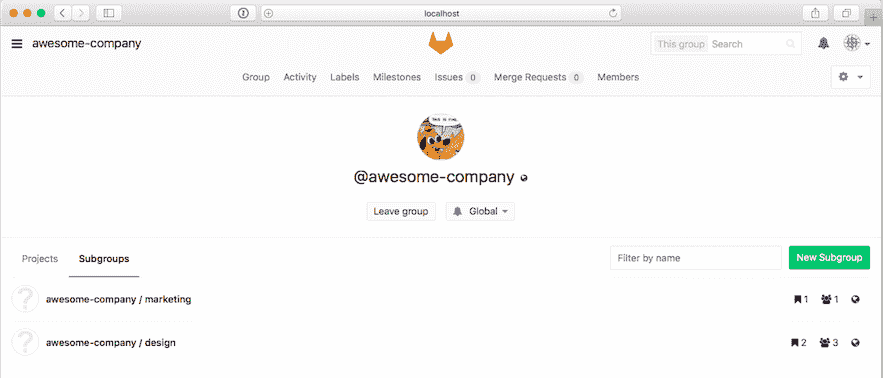 localhost
awesome-company
This group Search
Group Activity Labels Milestones Issues 0 Merge Requests 0 Members
THIS IS FINE.
@awesome-company
Leave group Global
Projects Subgroups Filter by name New Subgroup
awesome-company / marketing 1 1
awesome-company / design 2 3